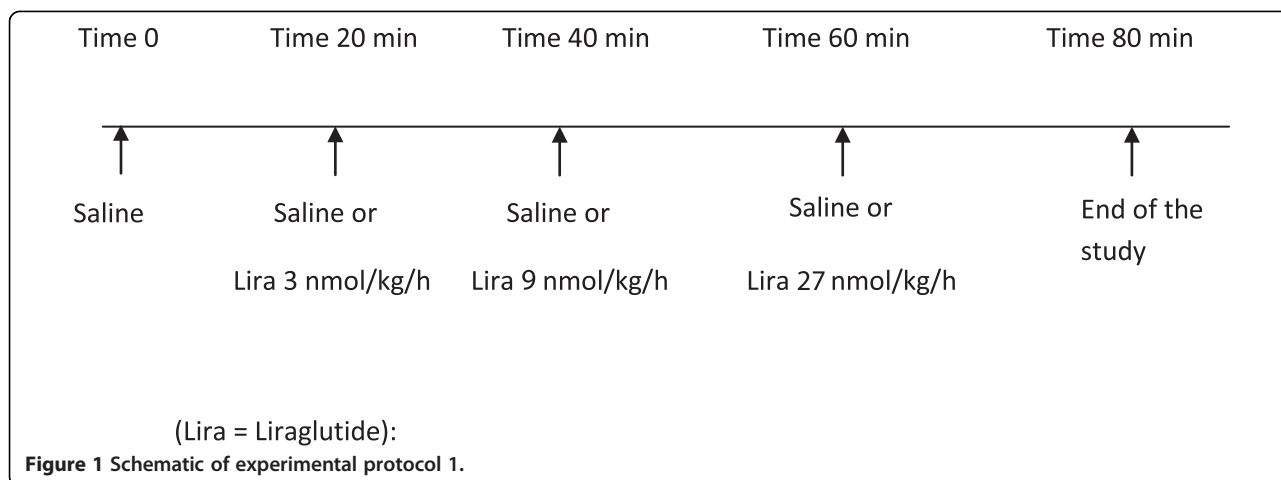 Time 0 Time 20 min Time 40 min Time 60 min Time 80 min
Saline Saline or Saline or Saline or End of the
study
Lira 3 nmol/kg/h Lira 9 nmol/kg/h Lira 27 nmol/kg/h
(Lira = Liraglutide):
Figure 1 Schematic of experimental protocol 1.